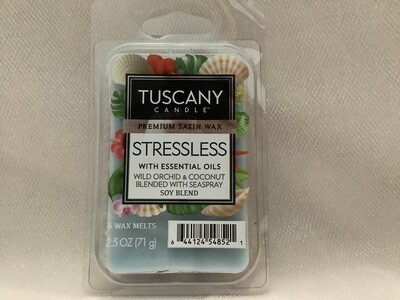 TUSCANY
CANDLE
PREMIUM SATIN WAX
STRESSLESS
WITH ESSENTIAL OILS
WILD ORCHID & COCONUT
BLENDED WITH SEASPRAY
SOY BLEND
6 WAX MELTS
2.5 OZ (71 g)
6 44124 54852 1